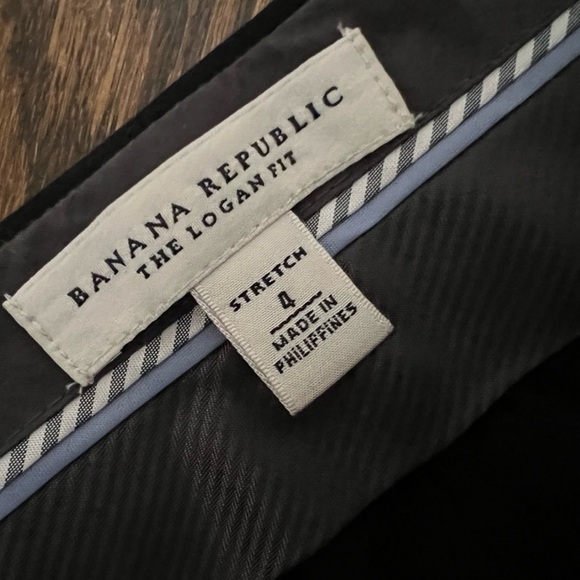 BANANA REPUBLIC
THE LOGAN FIT
STRETCH
4
MADE IN
PHILIPPINES